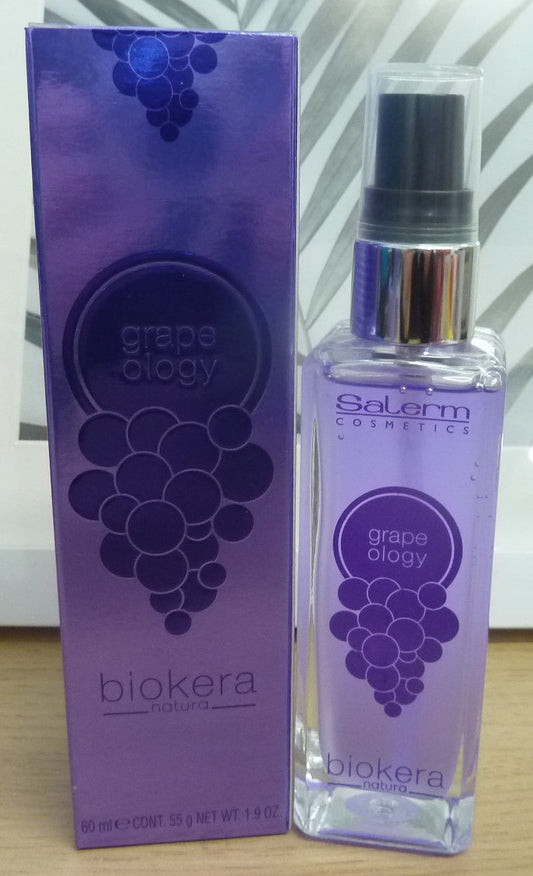 grape
ology
biokera
natura
60 ml e CONT. 55 g NET WT 1.9 OZ.
Salerm
COSMETICS
grape
ology
biokera
natura